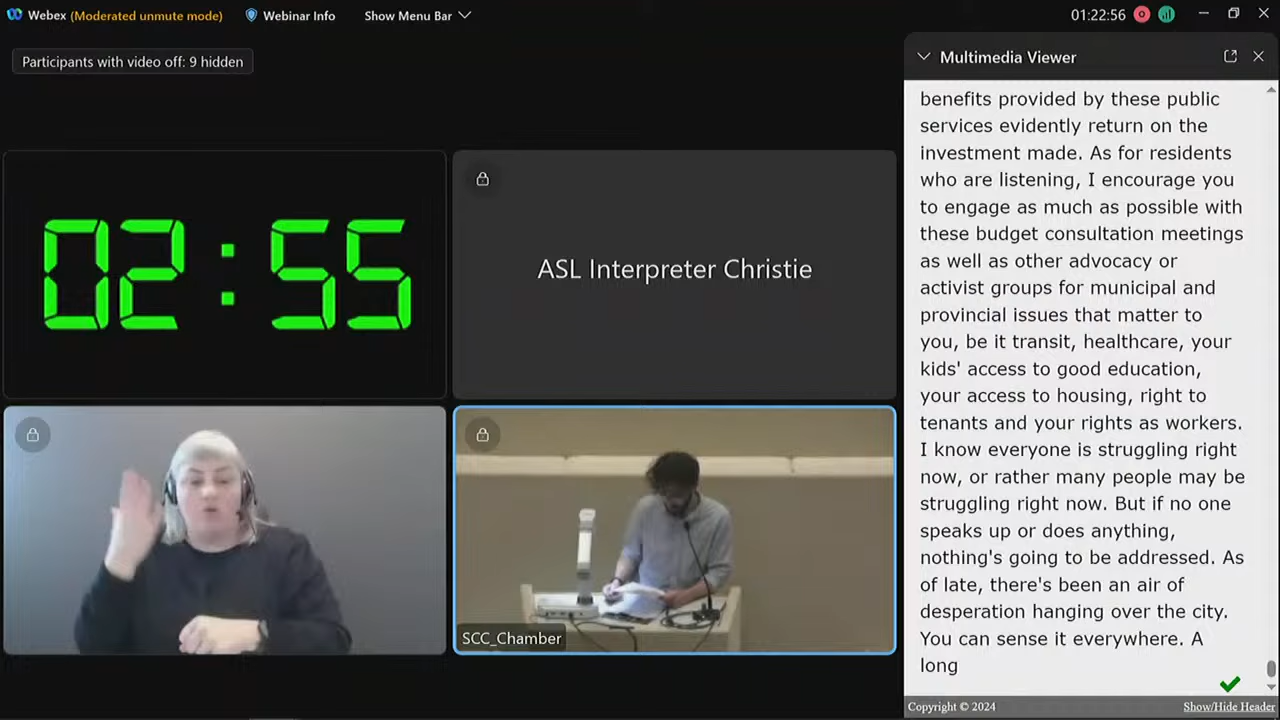 Webex (Moderated unmute mode) Webinar Info Show Menu Bar 01:22:56
Participants with video off: 9 hidden
02:55
ASL Interpreter Christie
SCC_Chamber
Multimedia Viewer
benefits provided by these public
services evidently return on the
investment made. As for residents
who are listening, I encourage you
to engage as much as possible with
these budget consultation meetings
as well as other advocacy or
activist groups for municipal and
provincial issues that matter to
you, be it transit, healthcare, your
kids' access to good education,
your access to housing, right to
tenants and your rights as workers.
I know everyone is struggling right
now, or rather many people may be
struggling right now. But if no one
speaks up or does anything,
nothing's going to be addressed. As
of late, there's been an air of
desperation hanging over the city.
You can sense it everywhere. A
long
Copyright © 2024 Show/Hide Header